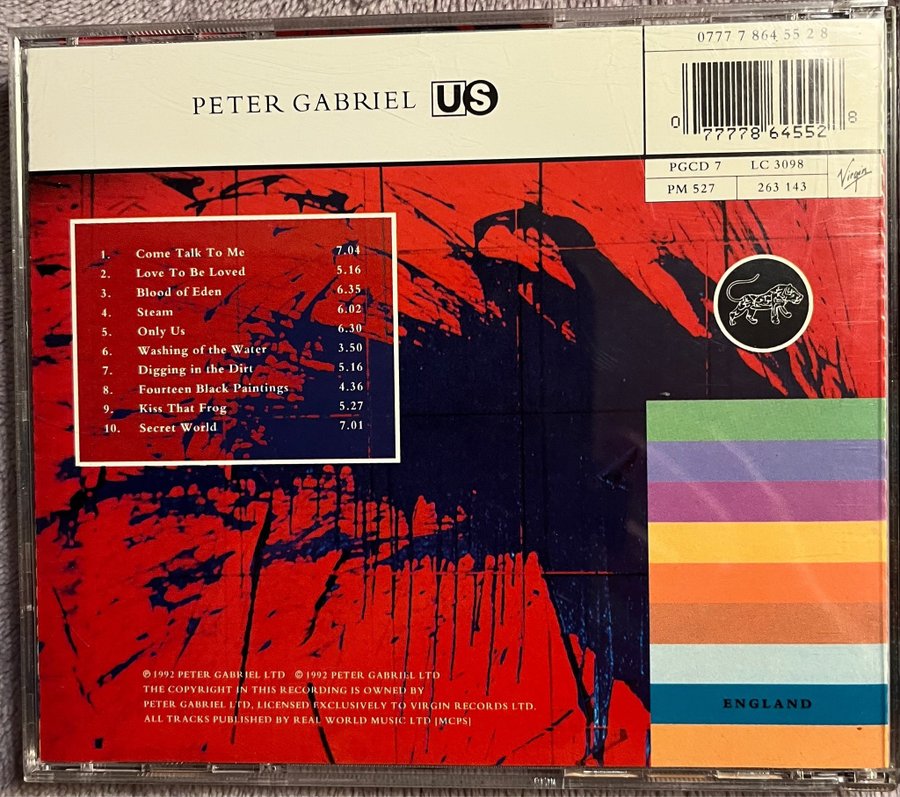 PETER GABRIEL US
0777 7 864 55 2 8
0 77778 64552 8
PGCD 7 LC 3098
PM 527 263 143
Virgin
1. Come Talk To Me 7.04
2. Love To Be Loved 5.16
3. Blood of Eden 6.35
4. Steam 6.02
5. Only Us 6.30
6. Washing of the Water 3.50
7. Digging in the Dirt 5.16
8. Fourteen Black Paintings 4.36
9. Kiss That Frog 5.27
10. Secret World 7.01
℗ 1992 PETER GABRIEL LTD © 1992 PETER GABRIEL LTD
THE COPYRIGHT IN THIS RECORDING IS OWNED BY
PETER GABRIEL LTD, LICENSED EXCLUSIVELY TO VIRGIN RECORDS LTD.
ALL TRACKS PUBLISHED BY REAL WORLD MUSIC LTD [MCPS]
ENGLAND